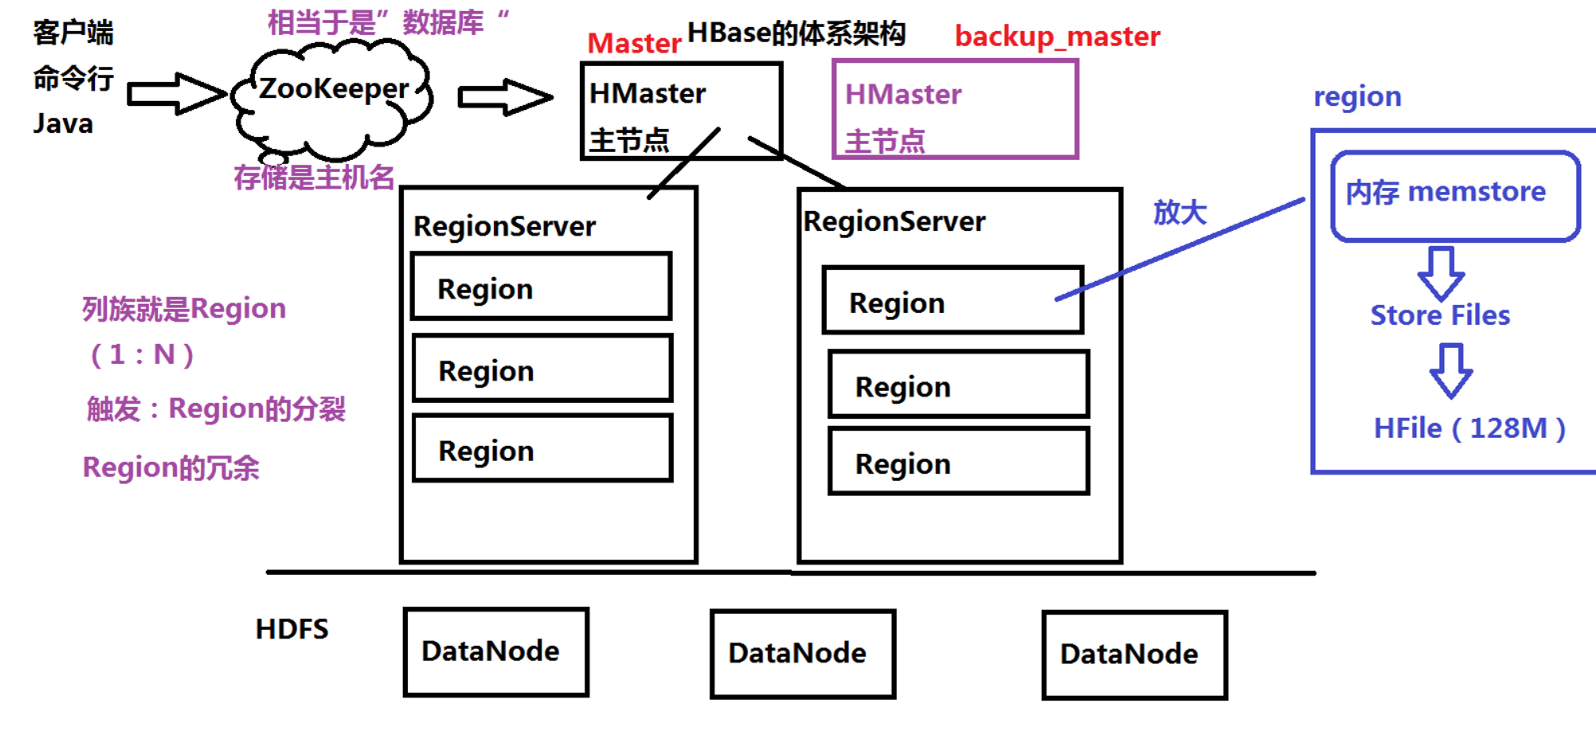 客户端
命令行
Java
相当于是”数据库“
ZooKeeper
存储是主机名
HBase的体系架构
Master
HMaster
主节点
backup_master
HMaster
主节点
RegionServer
Region
Region
Region
RegionServer
Region
Region
Region
放大
region
内存 memstore
Store Files
HFile（128M）
列族就是Region
（1：N）
触发：Region的分裂
Region的冗余
HDFS
DataNode
DataNode
DataNode